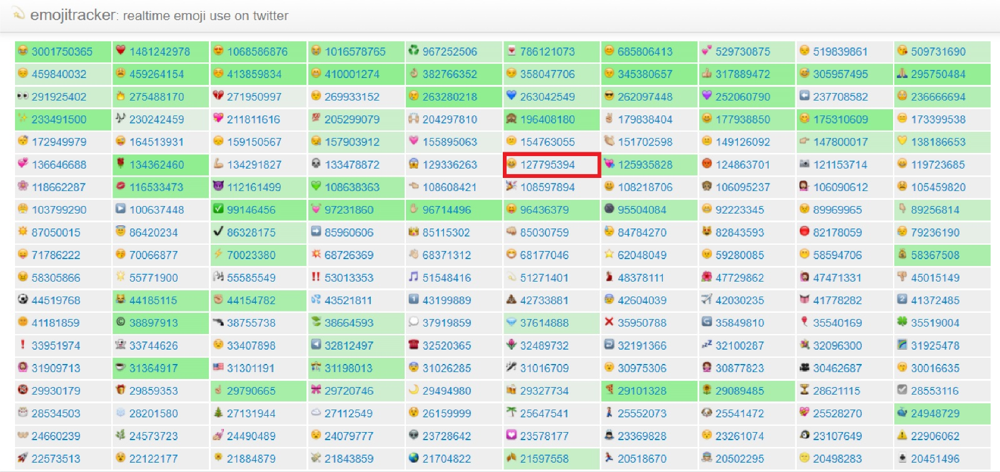 emojitracker: realtime emoji use on twitter
3001750365 1481242978 1068586876 1016578765 967252506 786121073 685806413 529730875 519839861 509731690
459840032 459264154 413859834 410001274 382766352 358047706 345380657 317889472 305957495 295750484
291925402 275488170 271950997 269933152 263280218 263042549 262097448 252060790 237708582 236666694
233491500 230242459 211811616 205299079 204297810 196408180 179838404 177938850 175310609 173399538
172949979 164513931 159150567 157903912 155895063 154763055 151702598 149126092 147800017 138186653
136646688 134362460 134291827 133478872 129336263 127795394 125935828 124863701 121153714 119723685
118662287 116533473 112161499 108638363 108608421 108597894 108218706 106095237 106090612 105459820
103799290 100637448 99146456 97231860 96714496 96436379 95504084 92223345 89969965 89256814
87050015 86420234 86328175 85960606 85115302 85030759 84784270 82843593 82178059 79236190
71786222 70066877 70023380 68726369 68371312 68177046 62048049 59280085 58594706 58367508
58305866 55771900 55585549 53013353 51548416 51271401 48378111 47729862 47471331 45015149
44519768 44185115 44154782 43521811 43199889 42733881 42604039 42030235 41778282 41372485
41181859 38897913 38755738 38664593 37919859 37614888 35950788 35849810 35540169 35519004
33951974 33744626 33407898 32812497 32520365 32489732 32191366 32100287 32096300 31925478
31909713 31364917 31301191 31198013 31026285 31016709 30975306 30877823 30462687 30016635
29930179 29859353 29790665 29720746 29494980 29327734 29101328 29089485 28621115 28553116
28534503 28201580 27131944 27112549 26159999 25647541 25552073 25541472 25528270 24948729
24660239 24573723 24490489 24079777 23728642 23578177 23369828 23261074 23107649 22906062
22573513 22122177 21884879 21843859 21704822 21597558 20518670 20502295 20498283 20451496